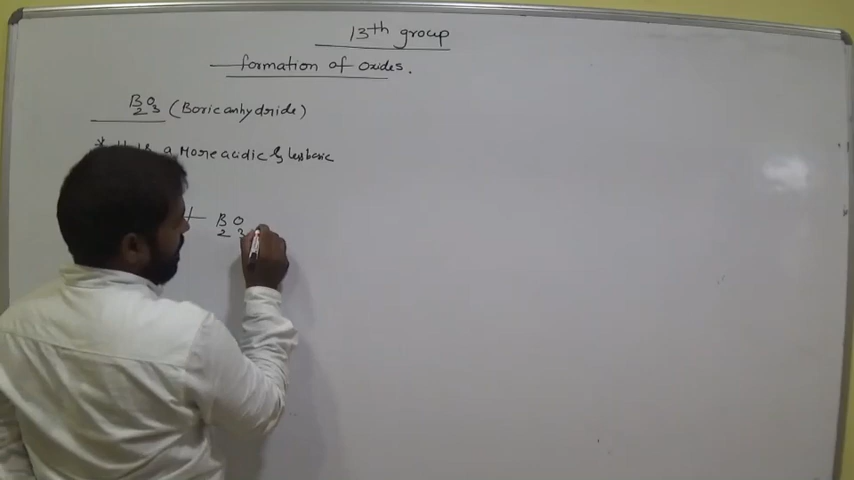 13th group
formation of oxides.
B2O3 (Boric anhydride)
* It is a More acidic & less basic
+ B2O3